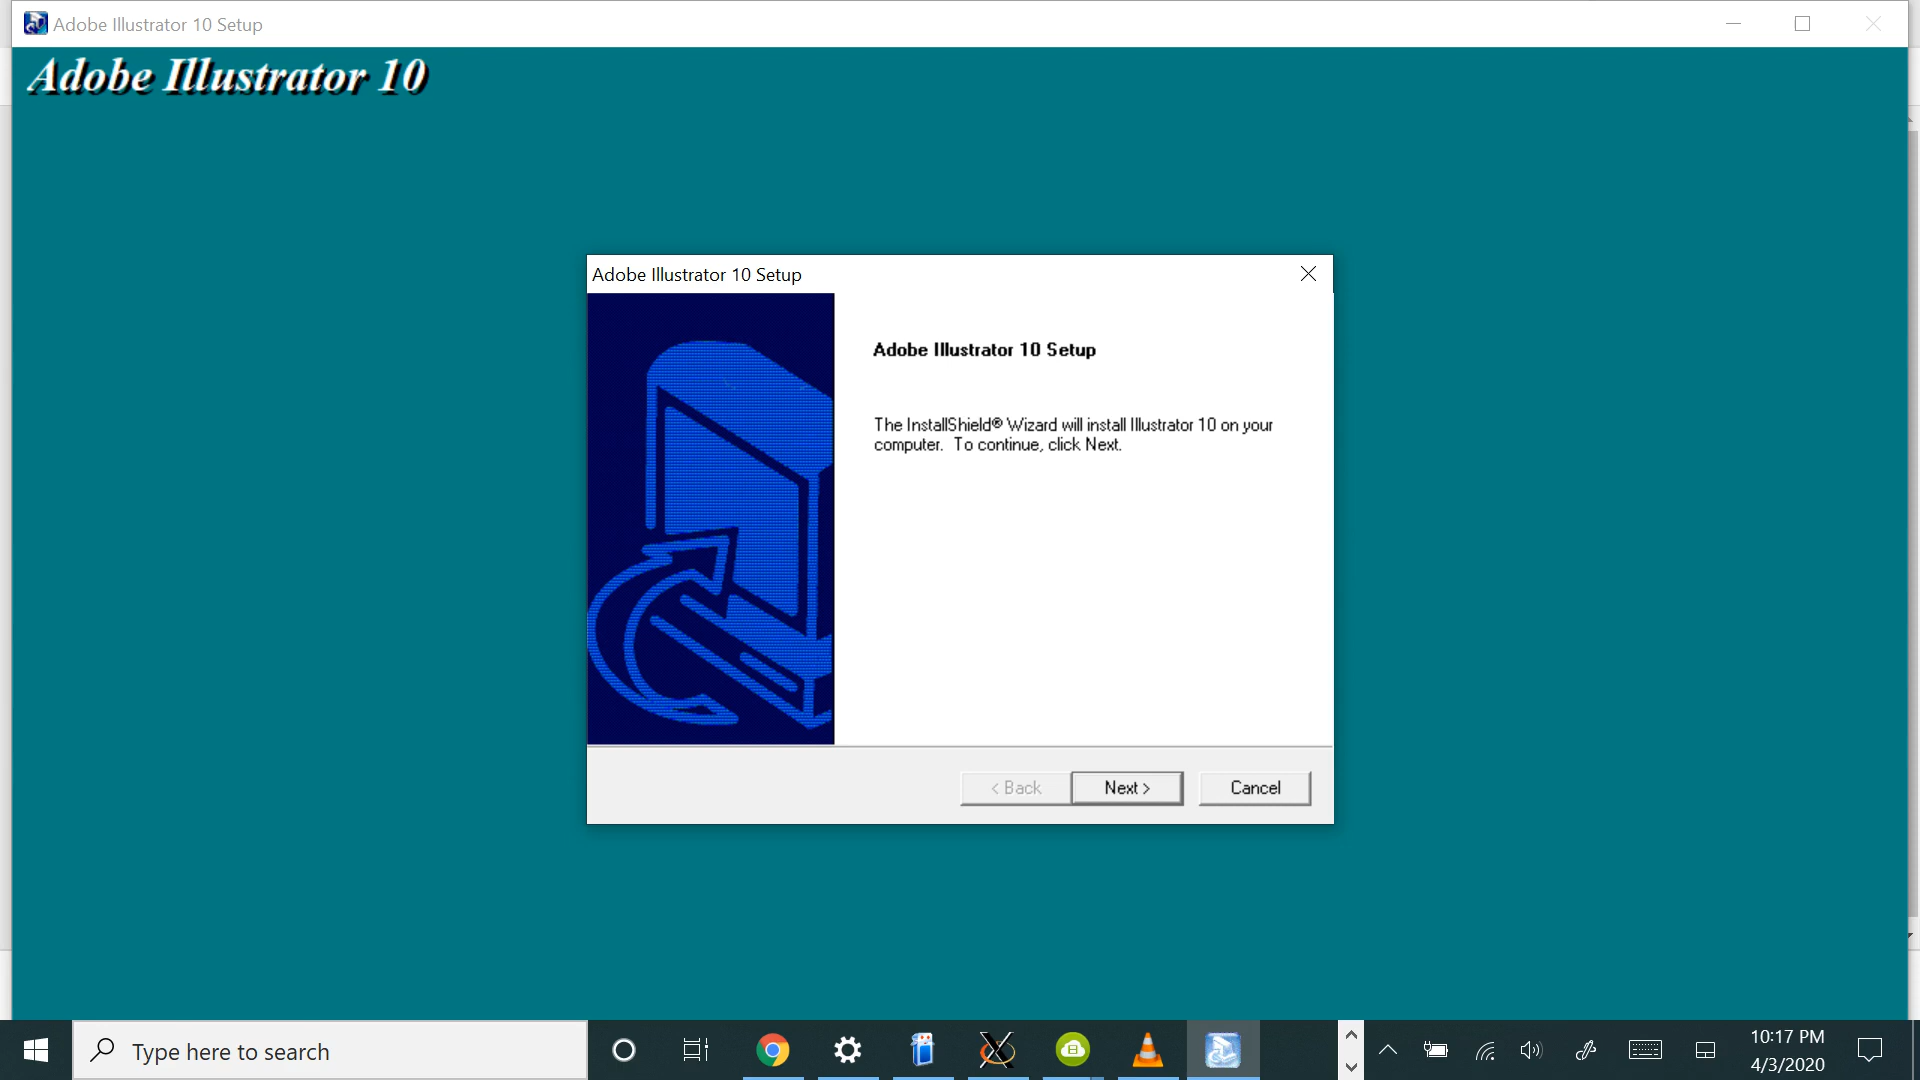 Adobe Illustrator 10 Setup
Adobe Illustrator 10
Adobe Illustrator 10 Setup
Adobe Illustrator 10 Setup
The InstallShield® Wizard will install Illustrator 10 on your
computer. To continue, click Next.
< Back Next > Cancel
Type here to search
10:17 PM
4/3/2020